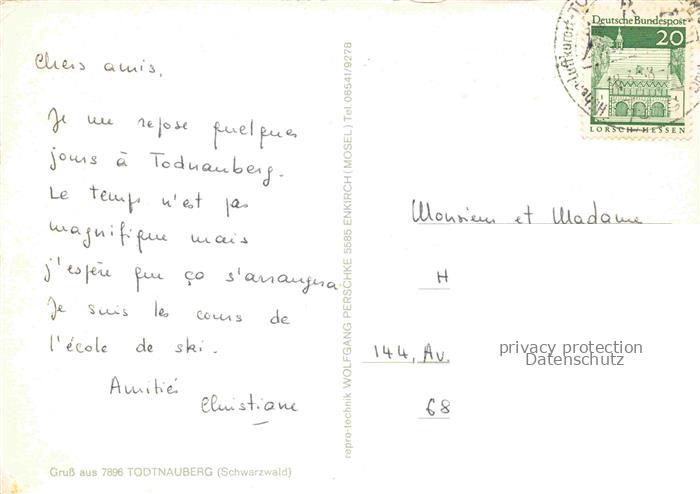 Chers amis,
Je me repose quelques
jours à Todnauberg.
Le temps n'est pas
magnifique mais
j'espère que ça s'arrangera
Je suis les cours de
l'école de ski.
Amitiés
Christiane
Gruß aus 7896 TODTNAUBERG (Schwarzwald)
repro-technik WOLFGANG PERSCHKE 5585 ENKIRCH (MOSEL) Tel. 08541/9278
Deutsche Bundespost
20
LORSCH/HESSEN
Monsieur et Madame
H
144, Av.
68
privacy protection
Datenschutz